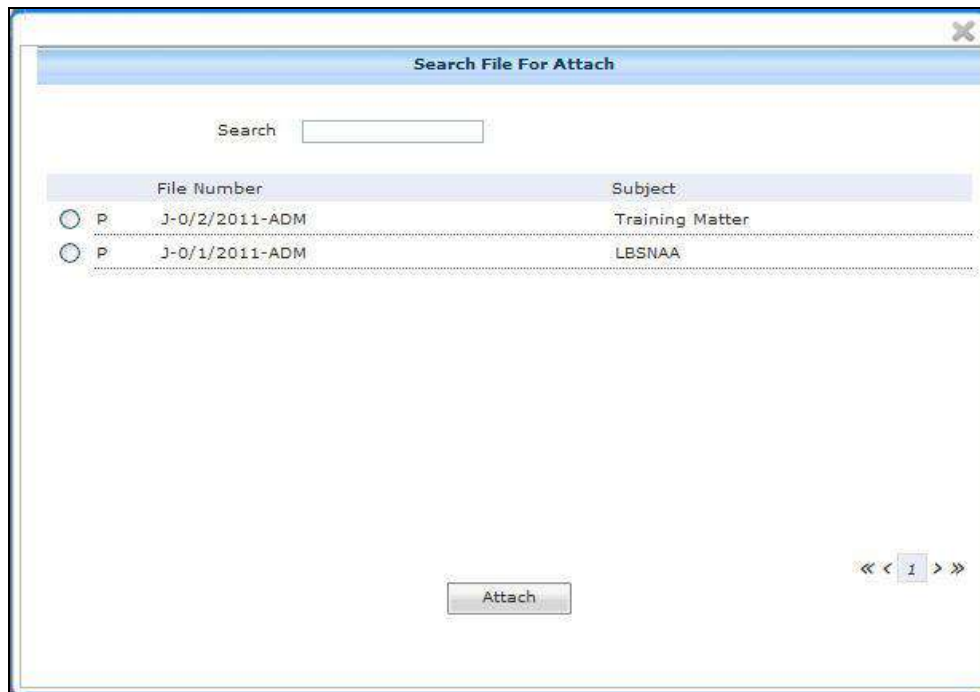 Search File For Attach
Search
File Number Subject
P J-0/2/2011-ADM Training Matter
P J-0/1/2011-ADM LBSNAA
« < 1 > »
Attach